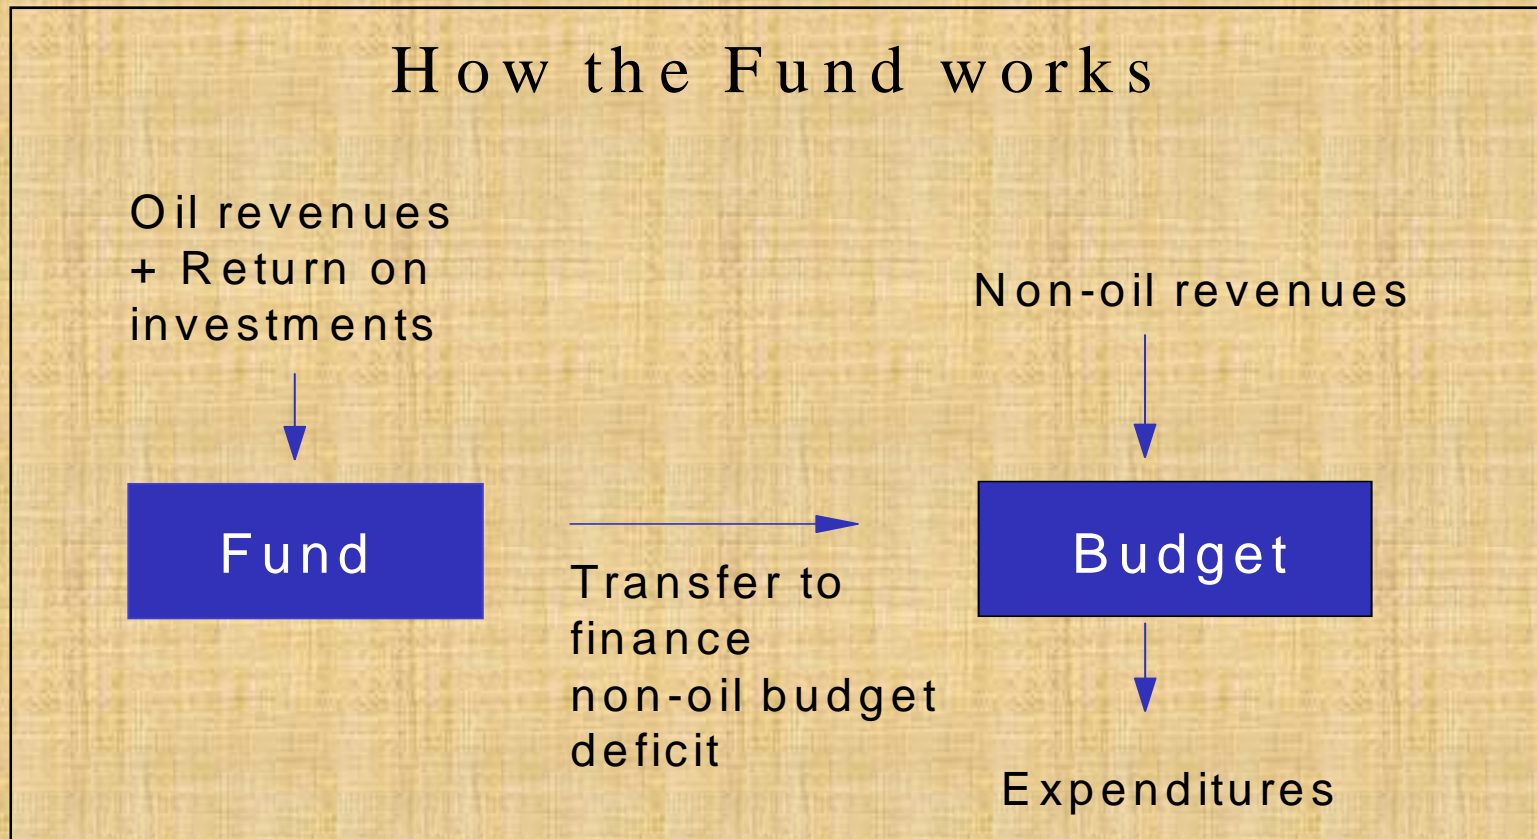 How the Fund works
Oil revenues
+ Return on
investments
Non-oil revenues
Fund
Transfer to
finance
non-oil budget
deficit
Budget
Expenditures